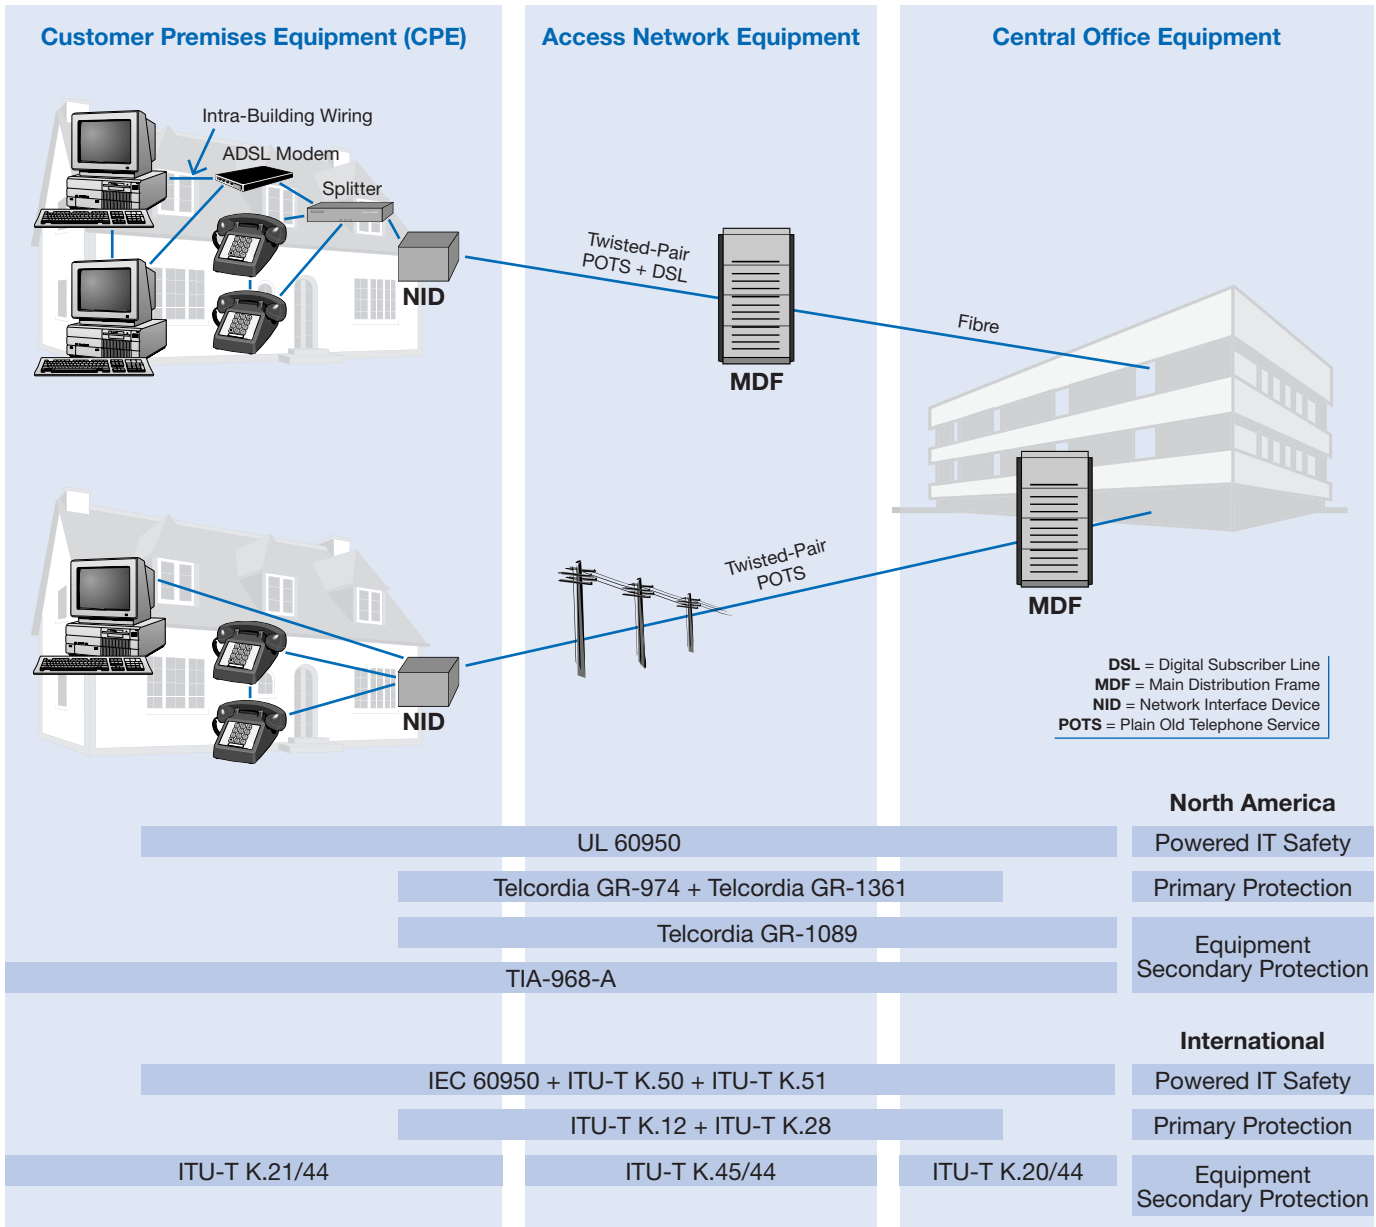 Customer Premises Equipment (CPE)
Access Network Equipment
Central Office Equipment
Intra-Building Wiring
ADSL Modem
Splitter
NID
Twisted-Pair
POTS + DSL
MDF
Fibre
Twisted-Pair
POTS
MDF
NID
DSL = Digital Subscriber Line
MDF = Main Distribution Frame
NID = Network Interface Device
POTS = Plain Old Telephone Service
North America
UL 60950
Powered IT Safety
Telcordia GR-974 + Telcordia GR-1361
Primary Protection
Telcordia GR-1089
TIA-968-A
Equipment
Secondary Protection
International
IEC 60950 + ITU-T K.50 + ITU-T K.51
Powered IT Safety
ITU-T K.12 + ITU-T K.28
Primary Protection
ITU-T K.21/44
ITU-T K.45/44
ITU-T K.20/44
Equipment
Secondary Protection